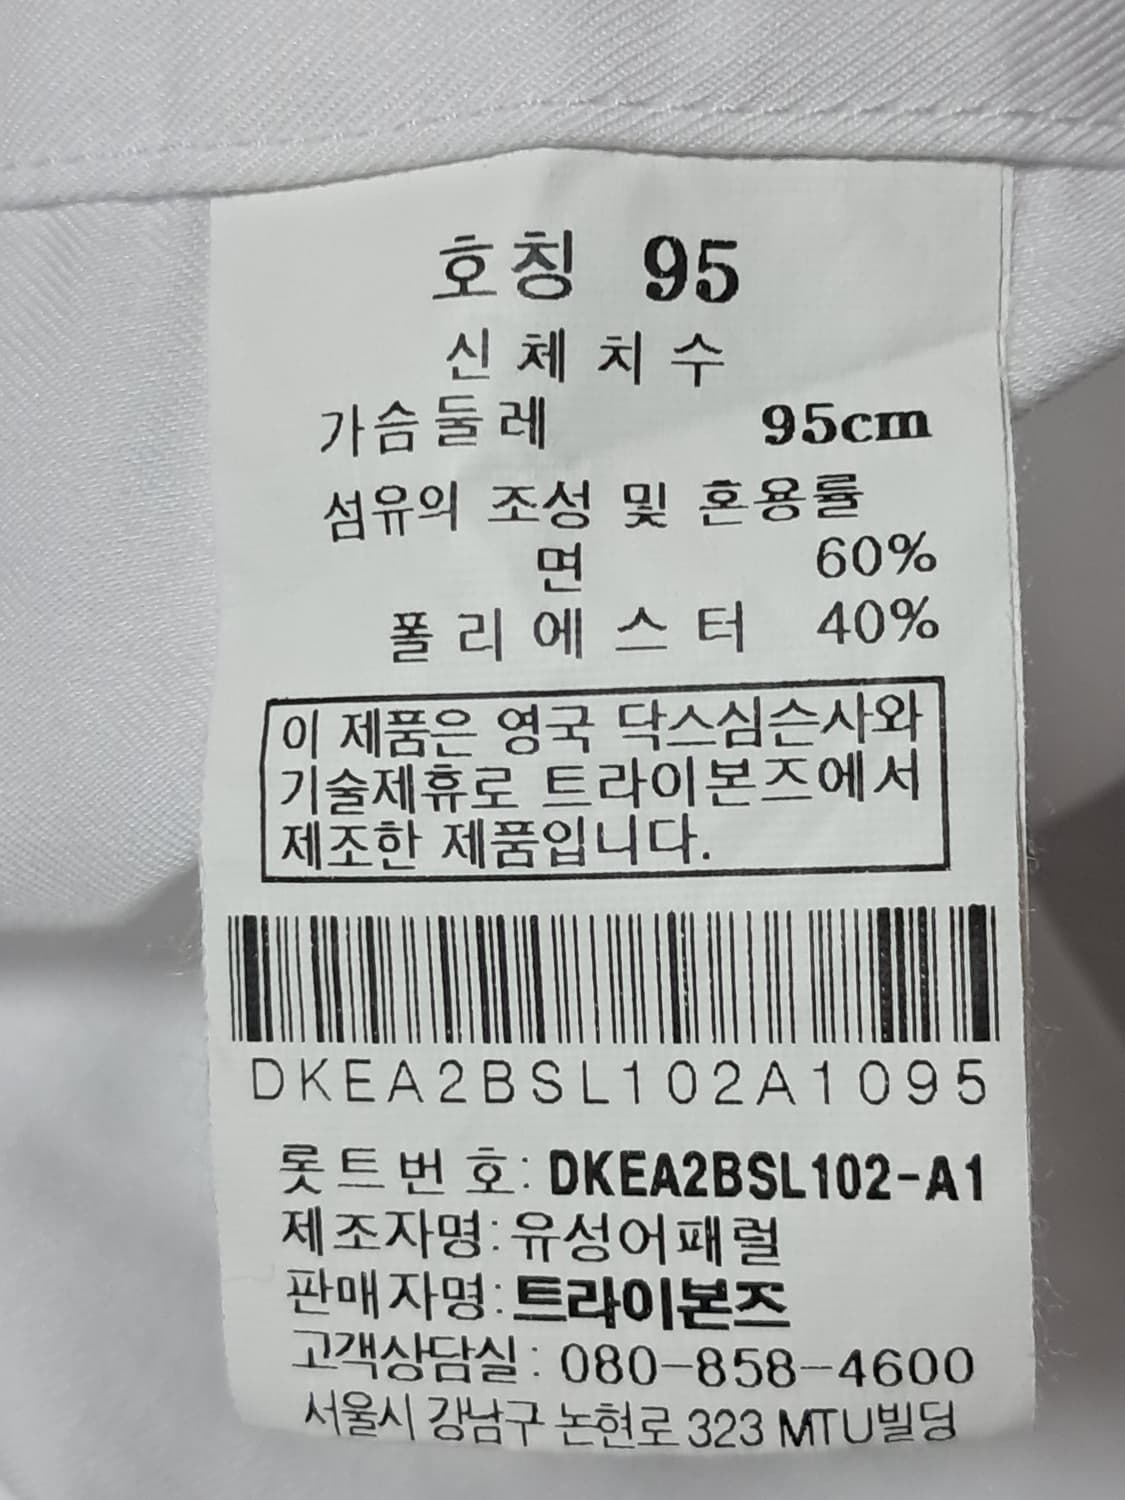 호칭 95
신체치수
가슴둘레 95cm
섬유의 조성 및 혼용률
면 60%
폴리에스터 40%
이 제품은 영국 닥스심슨사와
기술제휴로 트라이본즈에서
제조한 제품입니다.
DKEA2BSL102A1095
롯트번호: DKEA2BSL102-A1
제조자명: 유성어패럴
판매자명: 트라이본즈
고객상담실: 080-858-4600
서울시 강남구 논현로 323 MTU빌딩